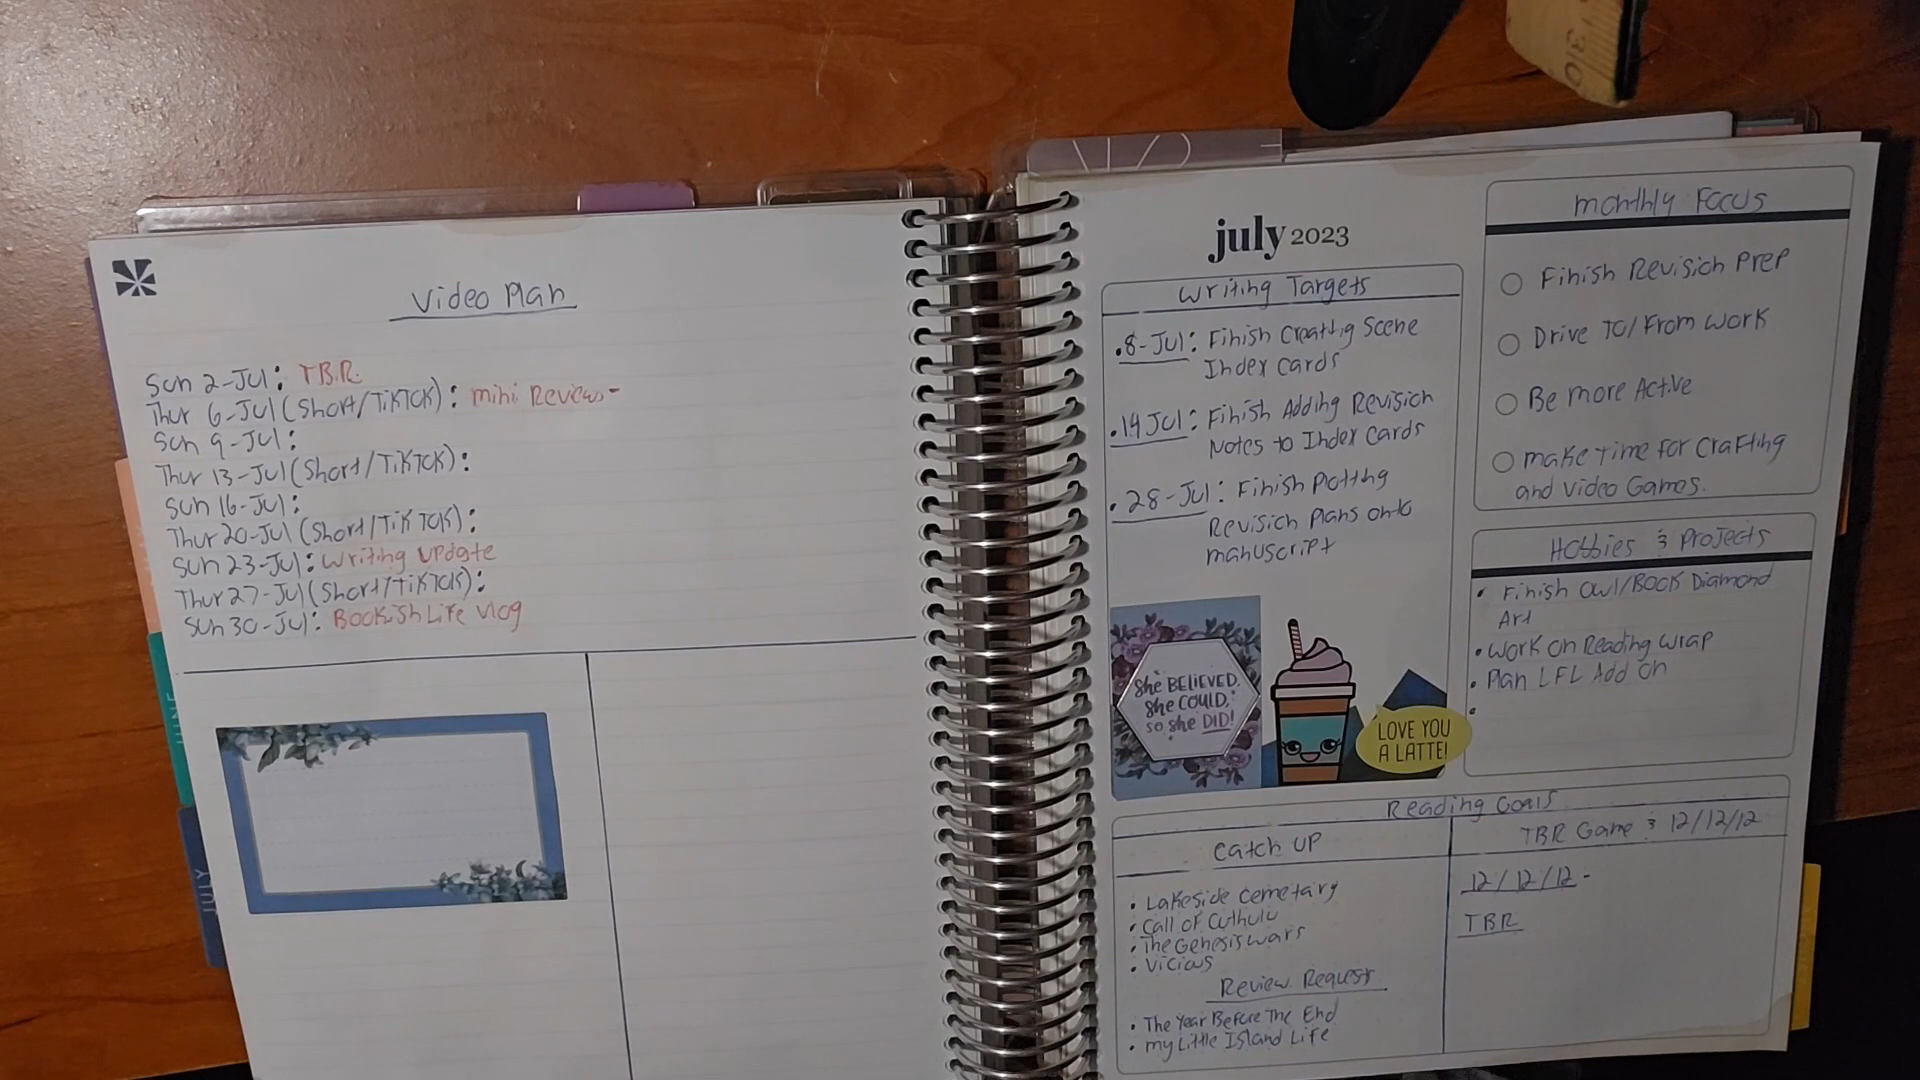 Video Plan
Sun 2-Jul: TBR
Thur 6-Jul (Short/TikTok): mini Review-
Sun 9-Jul:
Thur 13-Jul (Short/TikTok):
Sun 16-Jul:
Thur 20-Jul (Short/TikTok):
Sun 23-Jul: Writing Update
Thur 27-Jul (Short/TikTok):
Sun 30-Jul: Bookish Life Vlog
JUNE
JULY
july 2023
Writing Targets
• 8-Jul: Finish Creating Scene
Index Cards
• 14 Jul: Finish Adding Revision
Notes to Index Cards
• 28-Jul: Finish Plotting
Revision Plans onto
manuscript
She BELIEVED
she COULD,
so she DID!
LOVE YOU
A LATTE!
monthly Focus
Finish Revision Prep
Drive To/From Work
Be more Active
make Time for Crafting
and Video Games.
Hobbies & Projects
• Finish Owl/Book Diamond
Art
• Work on Reading Wrap
• Plan LFL Add On
•
Reading Goals
Catch Up
• Lakeside Cemetary
• Call of Cuthulu
• The Genesis Wars
• Vicious
Review Request
• The Year Before The End
• my Little Island Life
TBR Game & 12/12/12
12/12/12-
TBR
30